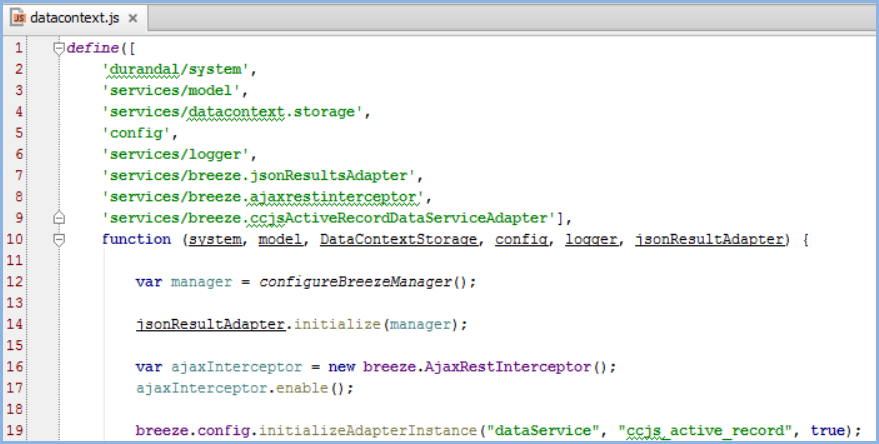 JS datacontext.js ×
1 define([
2 'durandal/system',
3 'services/model',
4 'services/datacontext.storage',
5 'config',
6 'services/logger',
7 'services/breeze.jsonResultsAdapter',
8 'services/breeze.ajaxrestinterceptor',
9 'services/breeze.ccjsActiveRecordDataServiceAdapter'],
10 function (system, model, DataContextStorage, config, logger, jsonResultAdapter) {
11
12 var manager = configureBreezeManager();
13
14 jsonResultAdapter.initialize(manager);
15
16 var ajaxInterceptor = new breeze.AjaxRestInterceptor();
17 ajaxInterceptor.enable();
18
19 breeze.config.initializeAdapterInstance("dataService", "ccjs_active_record", true);